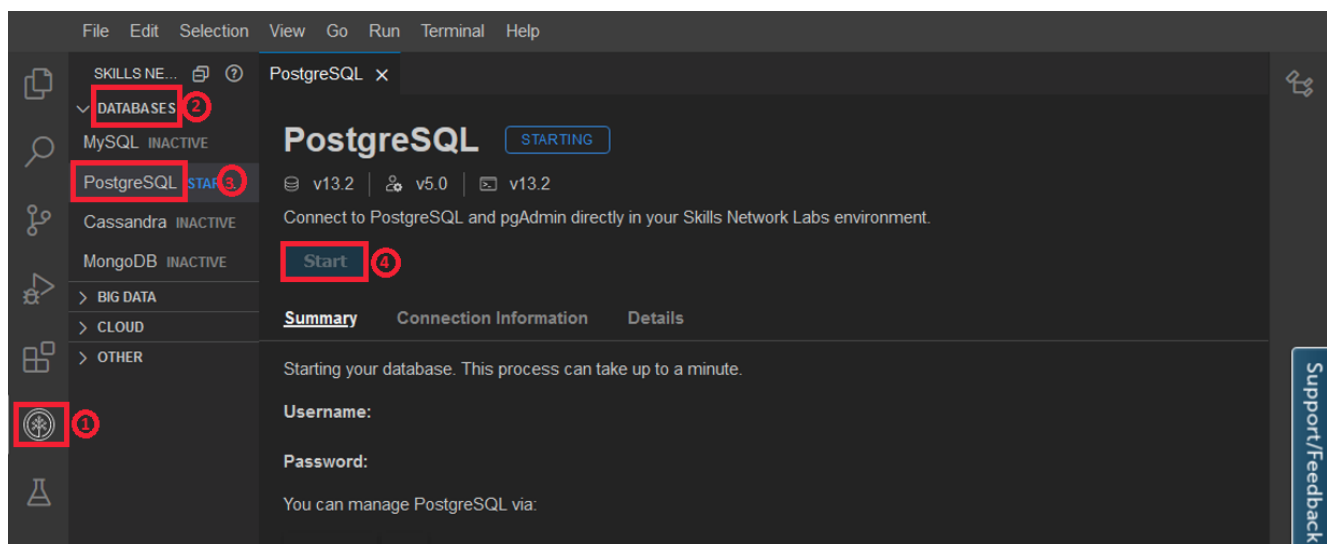 File Edit Selection View Go Run Terminal Help
SKILLS NE...
PostgreSQL
DATABASES 2
MySQL INACTIVE
PostgreSQL 3
Cassandra INACTIVE
MongoDB INACTIVE
BIG DATA
CLOUD
OTHER
1
PostgreSQL STARTING
v13.2 v5.0 v13.2
Connect to PostgreSQL and pgAdmin directly in your Skills Network Labs environment.
Start 4
Summary Connection Information Details
Starting your database. This process can take up to a minute.
Username:
Password:
You can manage PostgreSQL via:
Support/Feedback